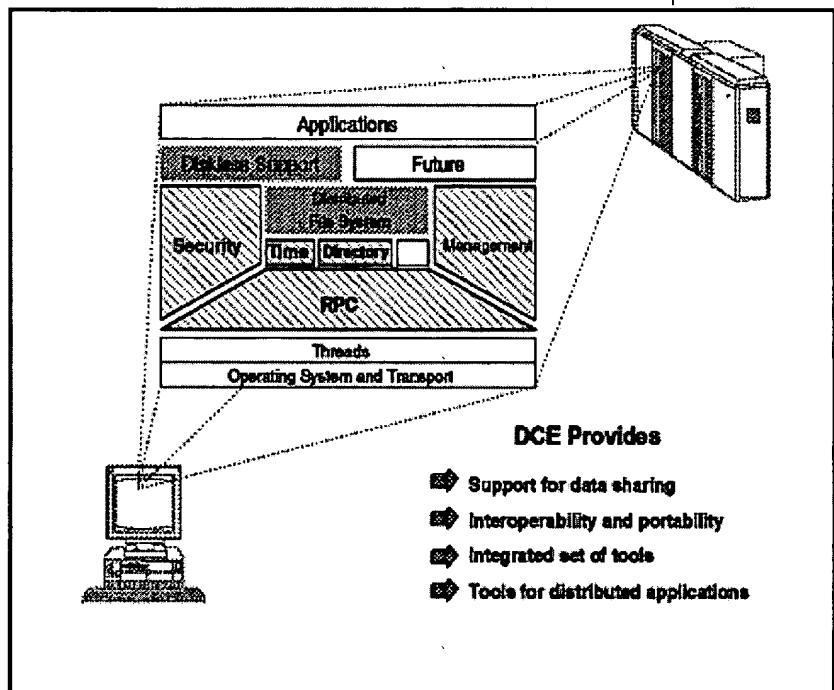 Applications
Diskless Support
Future
Distributed
File System
Security
Time
Directory
Management
RPC
Threads
Operating System and Transport
DCE Provides
Support for data sharing
Interoperability and portability
Integrated set of tools
Tools for distributed applications